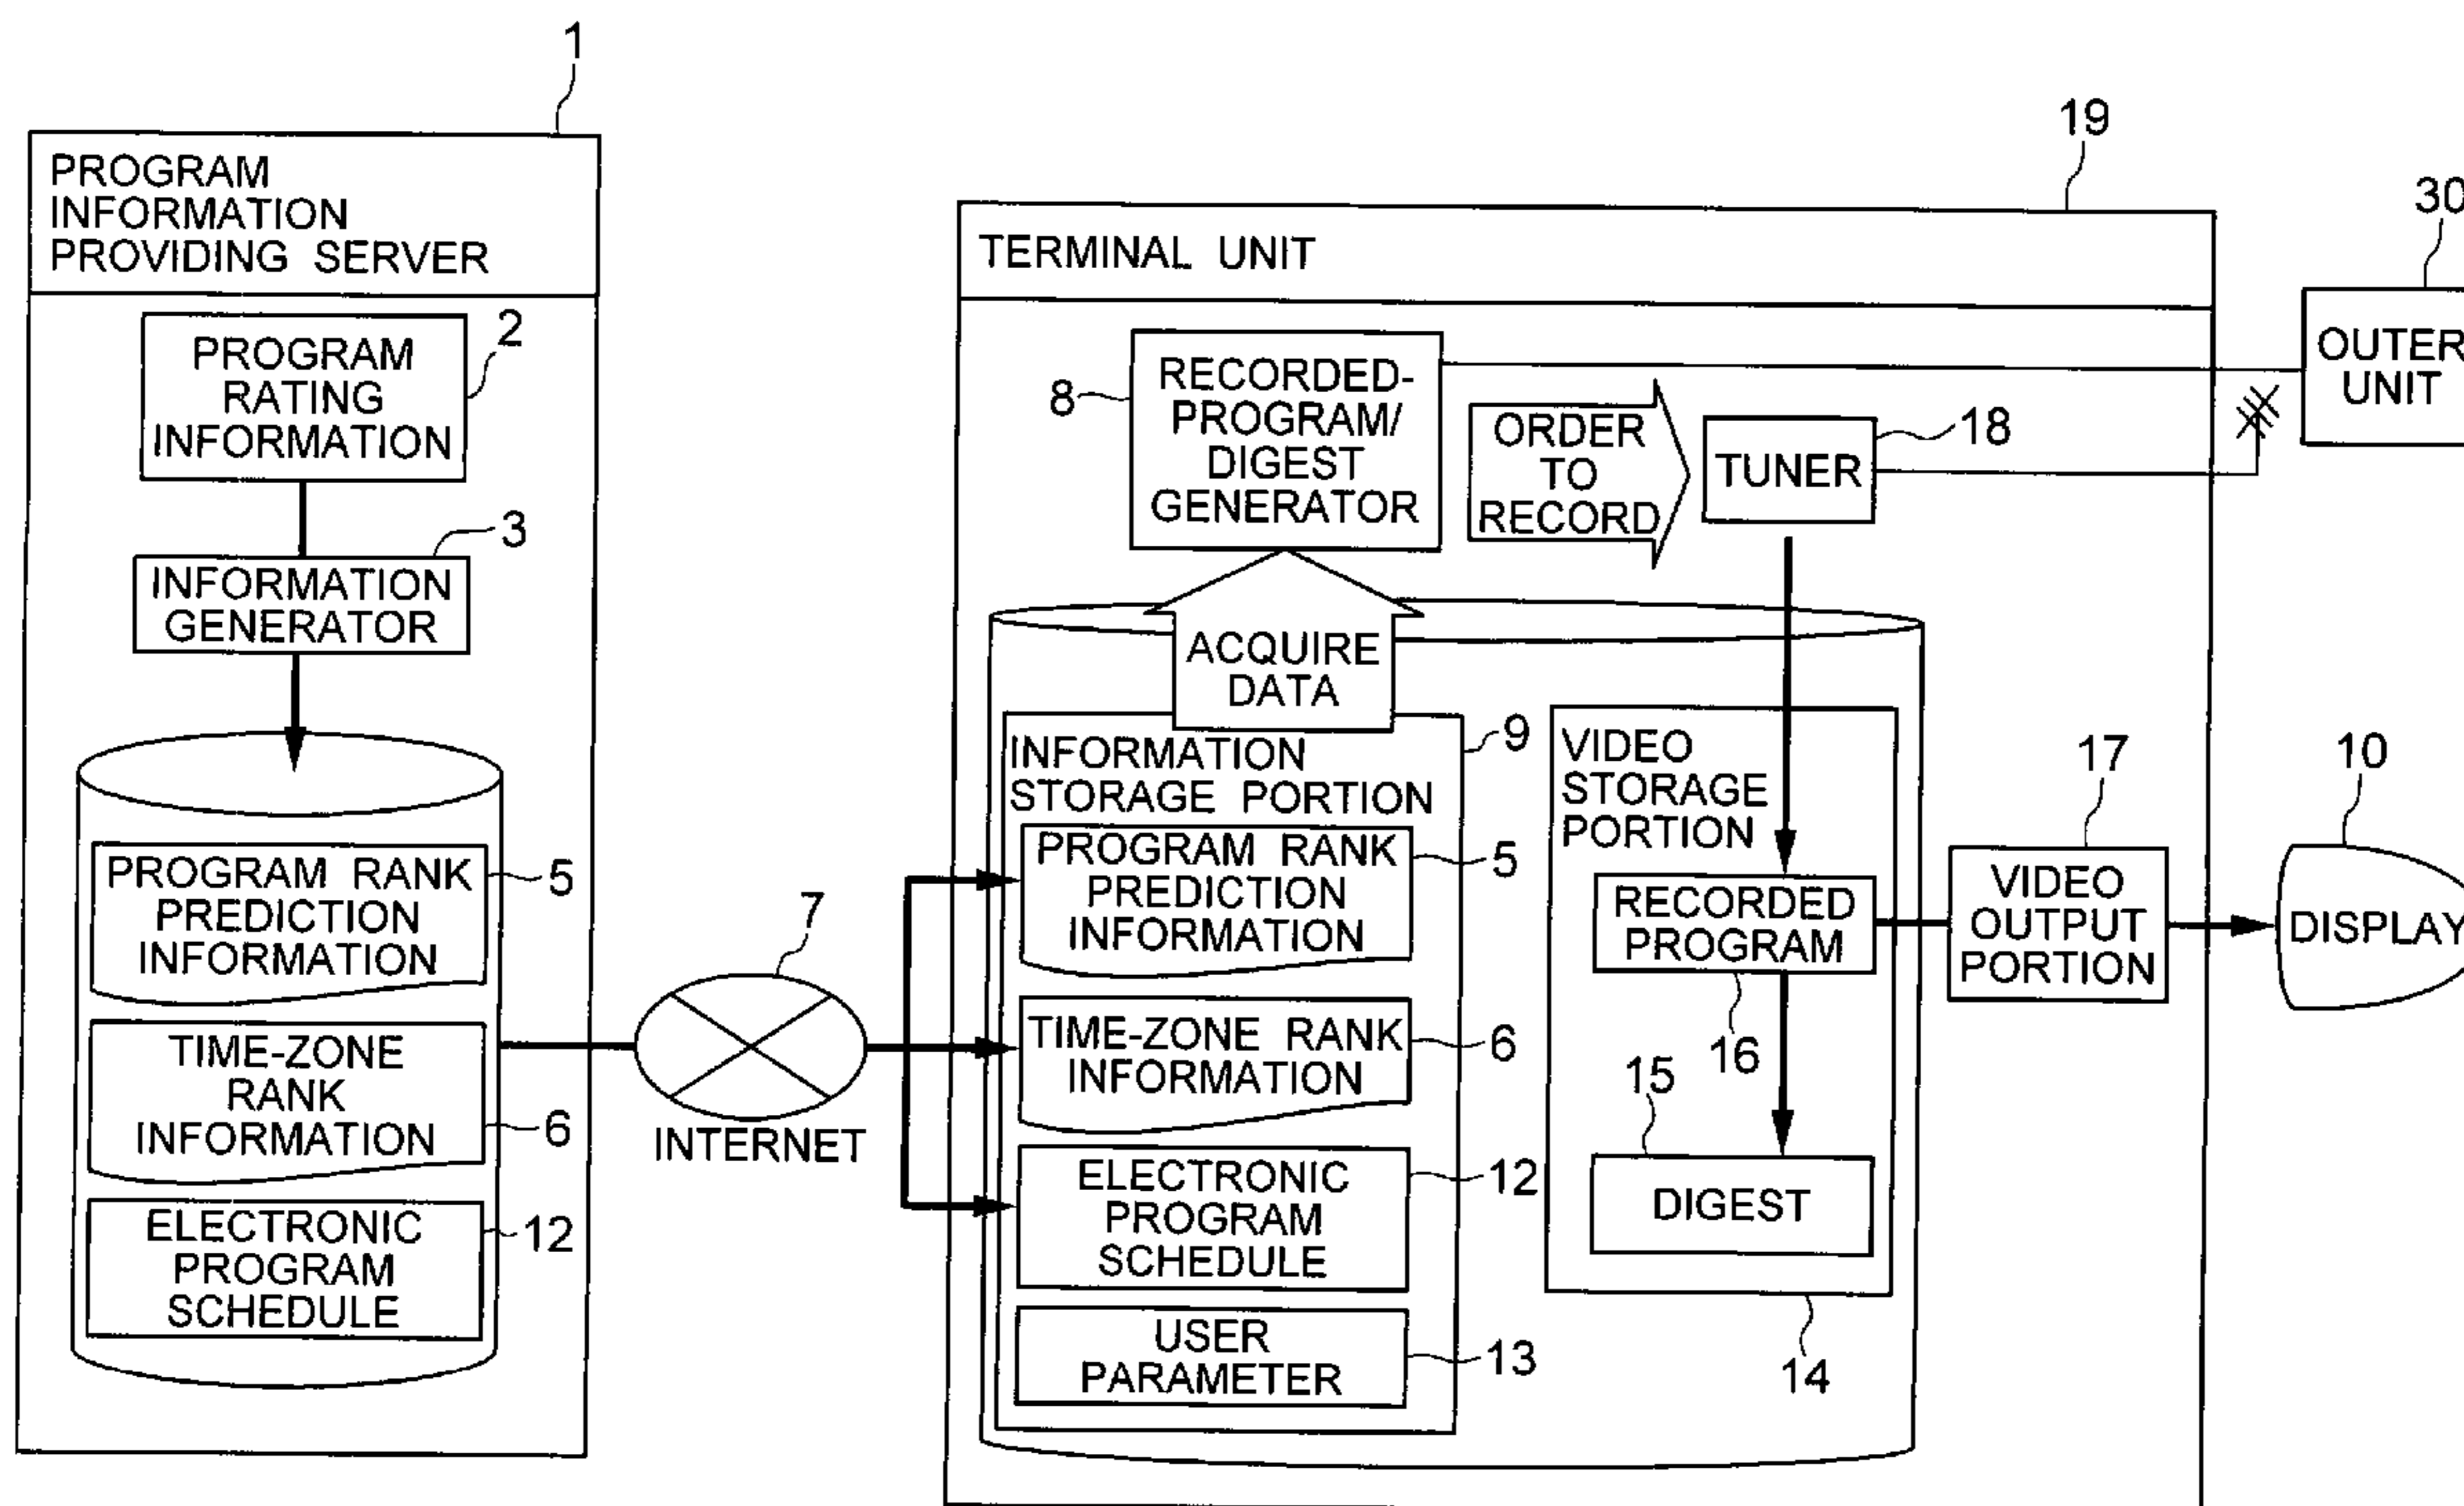 1
PROGRAM
INFORMATION
PROVIDING SERVER
PROGRAM
RATING
INFORMATION
2
INFORMATION
GENERATOR
3
PROGRAM RANK
PREDICTION
INFORMATION
5
TIME-ZONE
RANK
INFORMATION
6
ELECTRONIC
PROGRAM
SCHEDULE
12
7
INTERNET
19
TERMINAL UNIT
8
RECORDED-
PROGRAM/
DIGEST
GENERATOR
ORDER
TO
RECORD
TUNER
18
30
OUTER
UNIT
ACQUIRE
DATA
9
INFORMATION
STORAGE PORTION
PROGRAM RANK
PREDICTION
INFORMATION
5
TIME-ZONE RANK
INFORMATION
6
ELECTRONIC
PROGRAM
SCHEDULE
12
USER
PARAMETER
13
VIDEO
STORAGE
PORTION
RECORDED
PROGRAM
16
15
DIGEST
14
17
VIDEO
OUTPUT
PORTION
10
DISPLAY